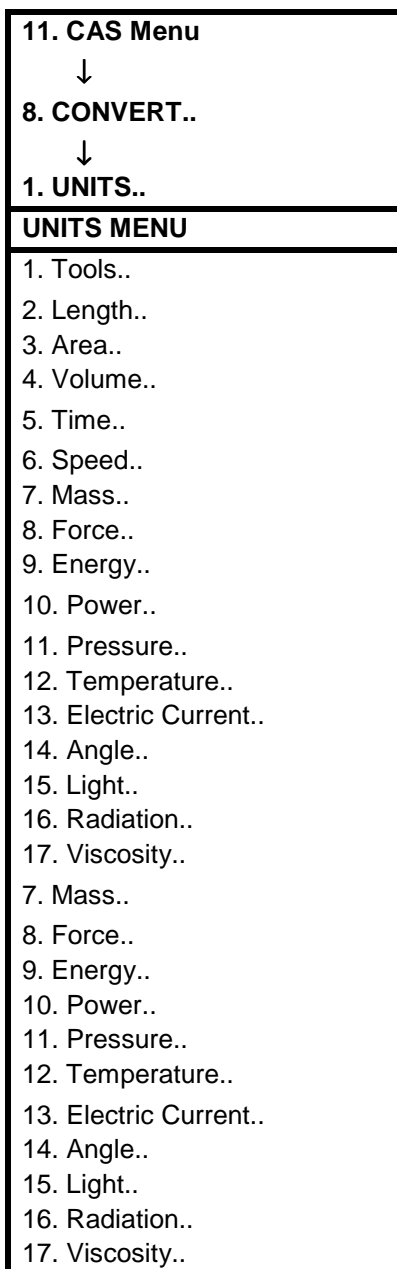 11. CAS Menu
↓
8. CONVERT..
↓
1. UNITS..
UNITS MENU
1. Tools..
2. Length..
3. Area..
4. Volume..
5. Time..
6. Speed..
7. Mass..
8. Force..
9. Energy..
10. Power..
11. Pressure..
12. Temperature..
13. Electric Current..
14. Angle..
15. Light..
16. Radiation..
17. Viscosity..
7. Mass..
8. Force..
9. Energy..
10. Power..
11. Pressure..
12. Temperature..
13. Electric Current..
14. Angle..
15. Light..
16. Radiation..
17. Viscosity..